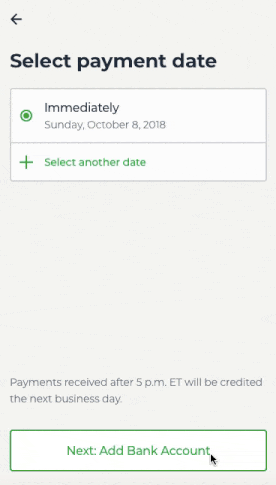 Select payment date
Immediately
Sunday, October 8, 2018
Select another date
Payments received after 5 p.m. ET will be credited
the next business day.
Next: Add Bank Account